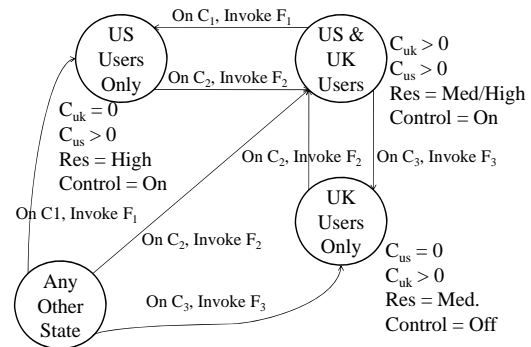 On C1, Invoke F1
US
Users
Only
US &
UK
Users
Cuk > 0
Cus > 0
Res = Med/High
Control = On
On C2, Invoke F2
Cuk = 0
Cus > 0
Res = High
Control = On
On C2, Invoke F2
On C3, Invoke F3
On C1, Invoke F1
UK
Users
Only
On C2, Invoke F2
Cus = 0
Cuk > 0
Res = Med.
Control = Off
Any
Other
State
On C3, Invoke F3